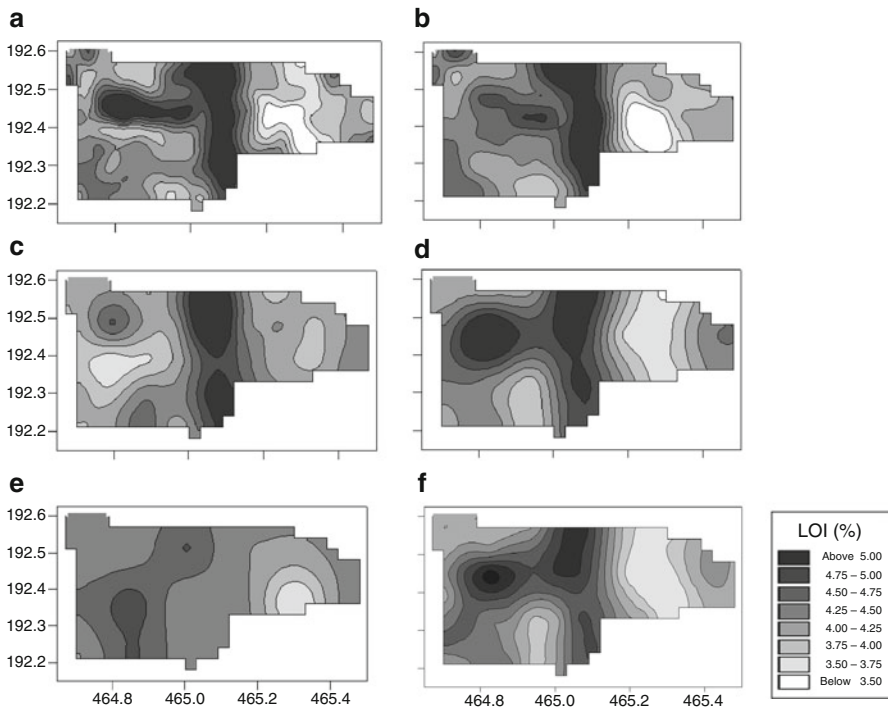 a
b
192.6
192.5
192.4
192.3
192.2
c
d
192.6
192.5
192.4
192.3
192.2
e
f
192.6
192.5
192.4
192.3
192.2
464.8 465.0 465.2 465.4
464.8 465.0 465.2 465.4
LOI (%)
Above 5.00
4.75 – 5.00
4.50 – 4.75
4.25 – 4.50
4.00 – 4.25
3.75 – 4.00
3.50 – 3.75
Below 3.50